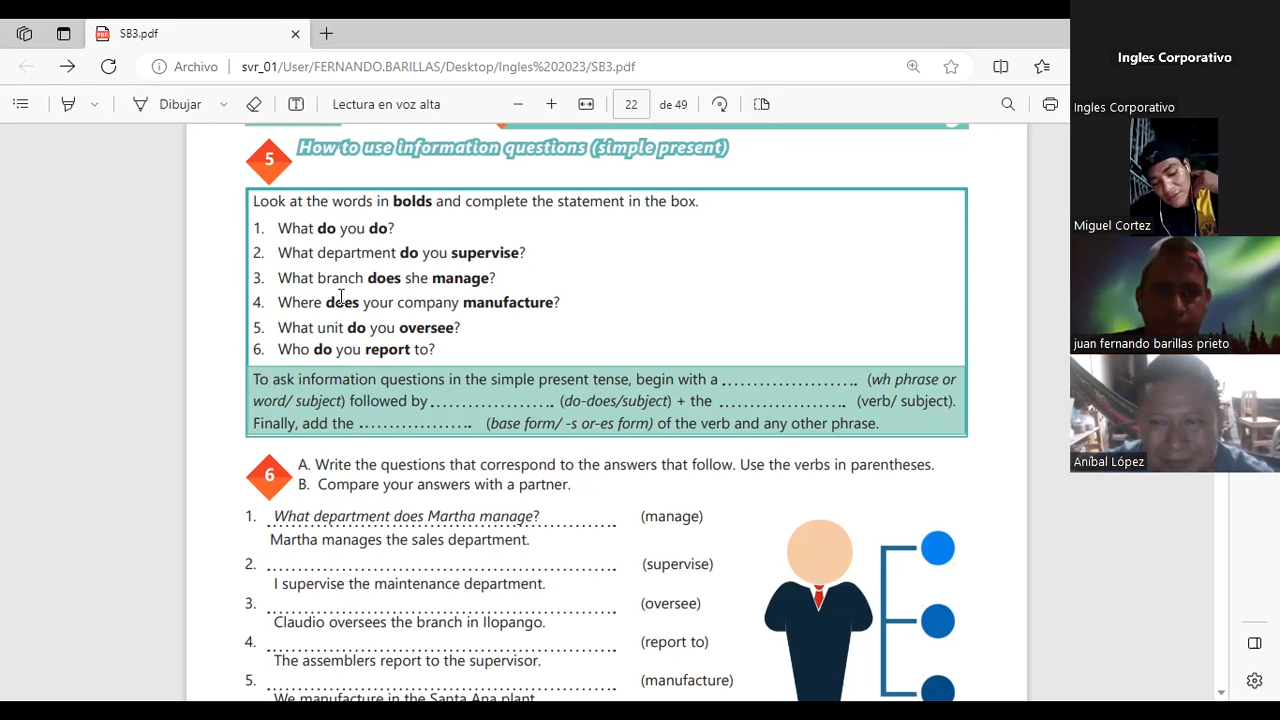 SB3.pdf
Archivo
svr_01/User/FERNANDO.BARILLAS/Desktop/Ingles%202023/SB3.pdf
Dibujar
Lectura en voz alta
22
de 49
5
How to use information questions (simple present)
Look at the words in bolds and complete the statement in the box.
1. What do you do?
2. What department do you supervise?
3. What branch does she manage?
4. Where does your company manufacture?
5. What unit do you oversee?
6. Who do you report to?
To ask information questions in the simple present tense, begin with a .................... (wh phrase or
word/ subject) followed by .................... (do-does/subject) + the .................... (verb/ subject).
Finally, add the .................... (base form/ -s or-es form) of the verb and any other phrase.
6
A. Write the questions that correspond to the answers that follow. Use the verbs in parentheses.
B. Compare your answers with a partner.
1. What department does Martha manage? (manage)
Martha manages the sales department.
2. .................... (supervise)
I supervise the maintenance department.
3. .................... (oversee)
Claudio oversees the branch in Ilopango.
4. .................... (report to)
The assemblers report to the supervisor.
5. .................... (manufacture)
We manufacture in the Santa Ana plant.
Ingles Corporativo
Ingles Corporativo
Miguel Cortez
juan fernando barillas prieto
Aníbal López